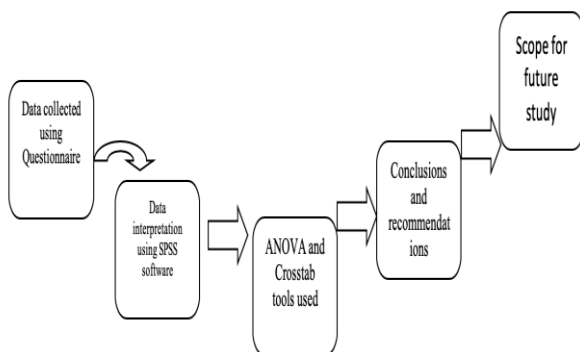 Data collected
using
Questionnaire
Data
interpretation
using SPSS
software
ANOVA and
Crosstab
tools used
Conclusions
and
recommendat
ions
Scope for
future
study